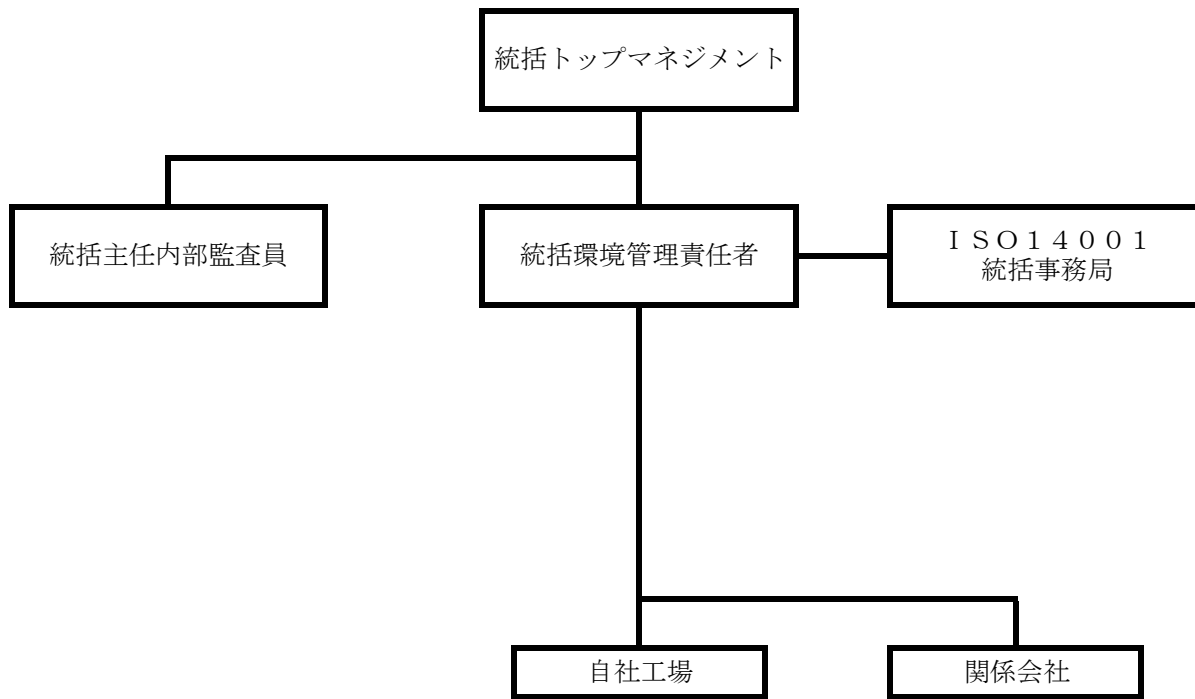 統括トップマネジメント
統括主任内部監査員
統括環境管理責任者
ＩＳＯ１４００１
統括事務局
自社工場
関係会社